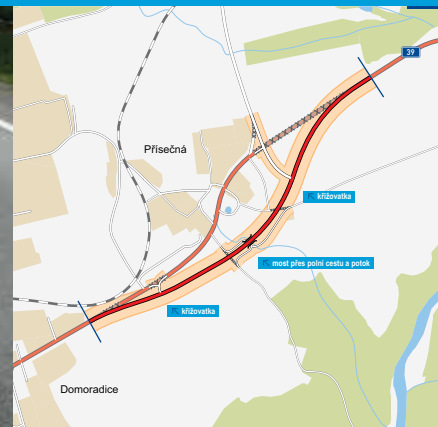 39
Přísečná
křižovatka
most přes polní cestu a potok
křižovatka
Domoradice